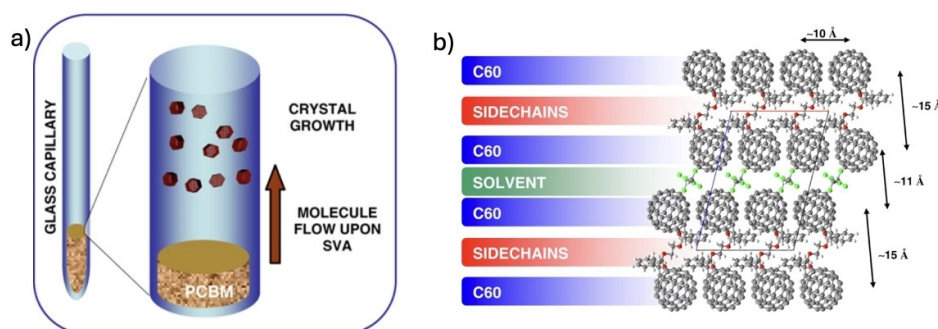 a)
GLASS CAPILLARY
CRYSTAL
GROWTH
MOLECULE
FLOW UPON
SVA
PCBM
b)
~10 Å
C60
~15 Å
SIDECHAINS
C60
SOLVENT
~11 Å
C60
SIDECHAINS
~15 Å
C60